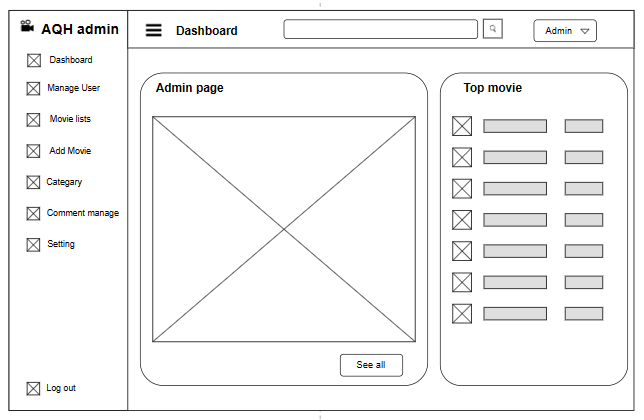 AQH admin
Dashboard
Manage User
Movie lists
Add Movie
Categary
Comment manage
Setting
Log out
Dashboard
Admin
Admin page
See all
Top movie